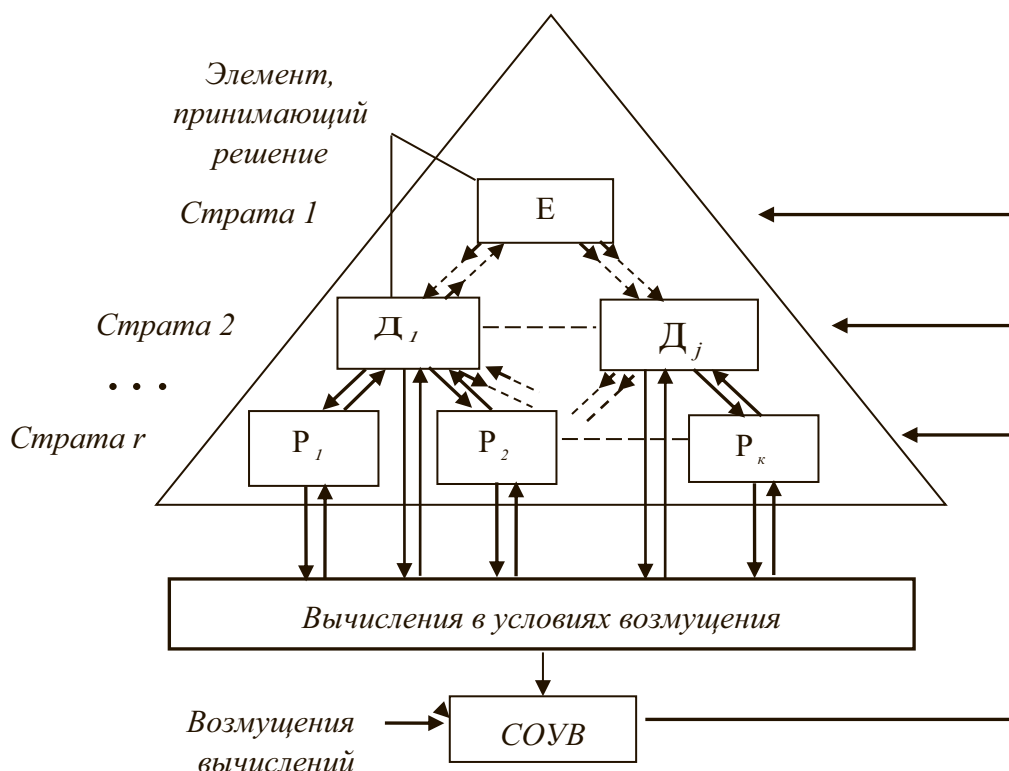 Элемент,
принимающий
решение
Страта 1
Е
Страта 2
Д 1
Д j
. . .
Страта r
Р 1
Р 2
Р к
Вычисления в условиях возмущения
Возмущения
вычислений
СОУВ